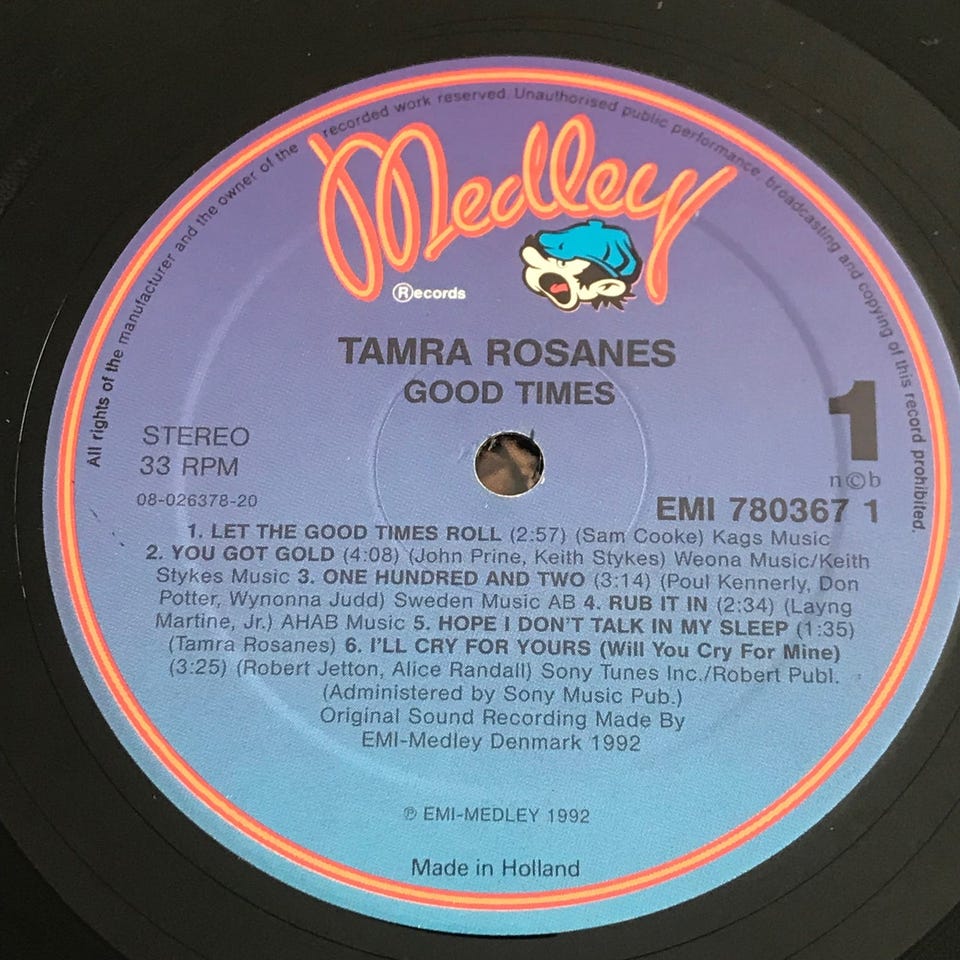 All rights of the manufacturer and the owner of the recorded work reserved. Unauthorised public performance, broadcasting and copying of this record prohibited.
Medley
Records
TAMRA ROSANES
GOOD TIMES
1
STEREO
33 RPM
n©b
08-026378-20
EMI 780367 1
1. LET THE GOOD TIMES ROLL (2:57) (Sam Cooke) Kags Music
2. YOU GOT GOLD (4:08) (John Prine, Keith Stykes) Weona Music/Keith
Stykes Music 3. ONE HUNDRED AND TWO (3:14) (Poul Kennerly, Don
Potter, Wynonna Judd) Sweden Music AB 4. RUB IT IN (2:34) (Layng
Martine, Jr.) AHAB Music 5. HOPE I DON'T TALK IN MY SLEEP (1:35)
(Tamra Rosanes) 6. I'LL CRY FOR YOURS (Will You Cry For Mine)
(3:25) (Robert Jetton, Alice Randall) Sony Tunes Inc./Robert Publ.
(Administered by Sony Music Pub.)
Original Sound Recording Made By
EMI-Medley Denmark 1992
℗ EMI-MEDLEY 1992
Made in Holland